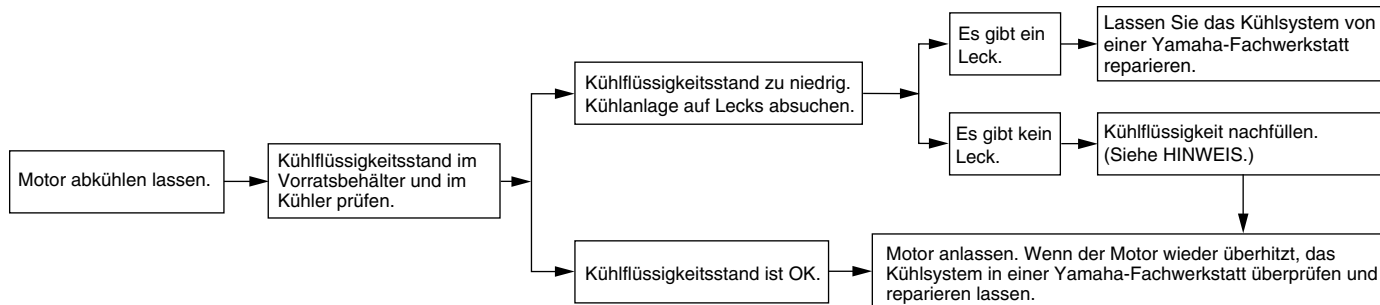 Motor abkühlen lassen.
Kühlflüssigkeitsstand im
Vorratsbehälter und im
Kühler prüfen.
Kühlflüssigkeitsstand zu niedrig.
Kühlanlage auf Lecks absuchen.
Es gibt ein
Leck.
Lassen Sie das Kühlsystem von
einer Yamaha-Fachwerkstatt
reparieren.
Es gibt kein
Leck.
Kühlflüssigkeit nachfüllen.
(Siehe HINWEIS.)
Kühlflüssigkeitsstand ist OK.
Motor anlassen. Wenn der Motor wieder überhitzt, das
Kühlsystem in einer Yamaha-Fachwerkstatt überprüfen und
reparieren lassen.